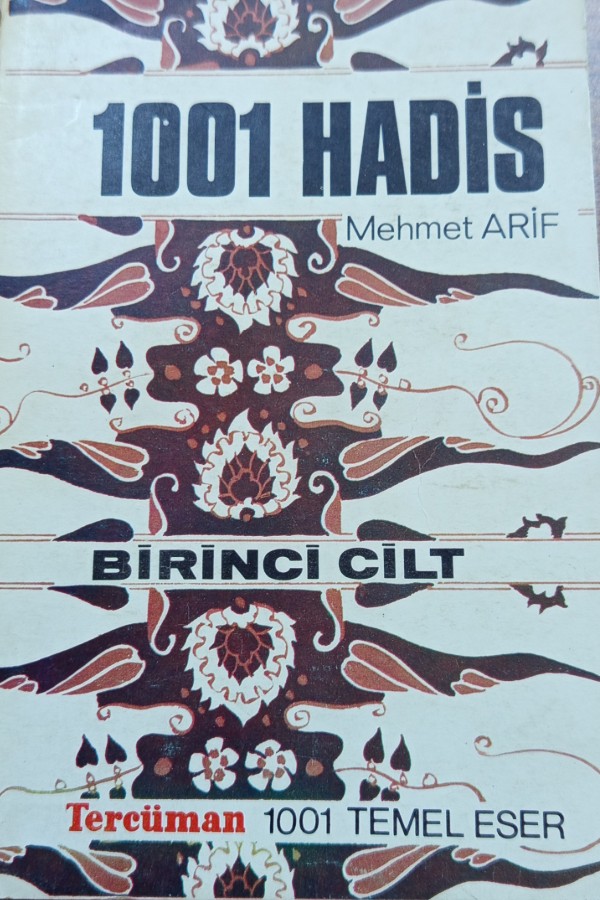 1001 HADİS
Mehmet ARİF
BİRİNCİ CİLT
Tercüman 1001 TEMEL ESER